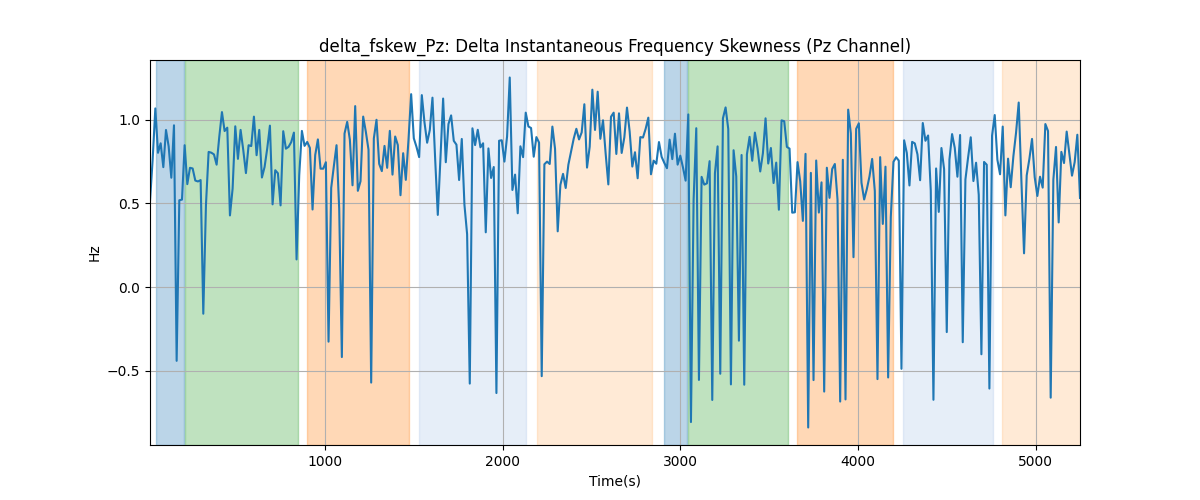 delta_fskew_Pz: Delta Instantaneous Frequency Skewness (Pz Channel)
1.0
0.5
0.0
−0.5
Hz
1000 2000 3000 4000 5000
Time(s)